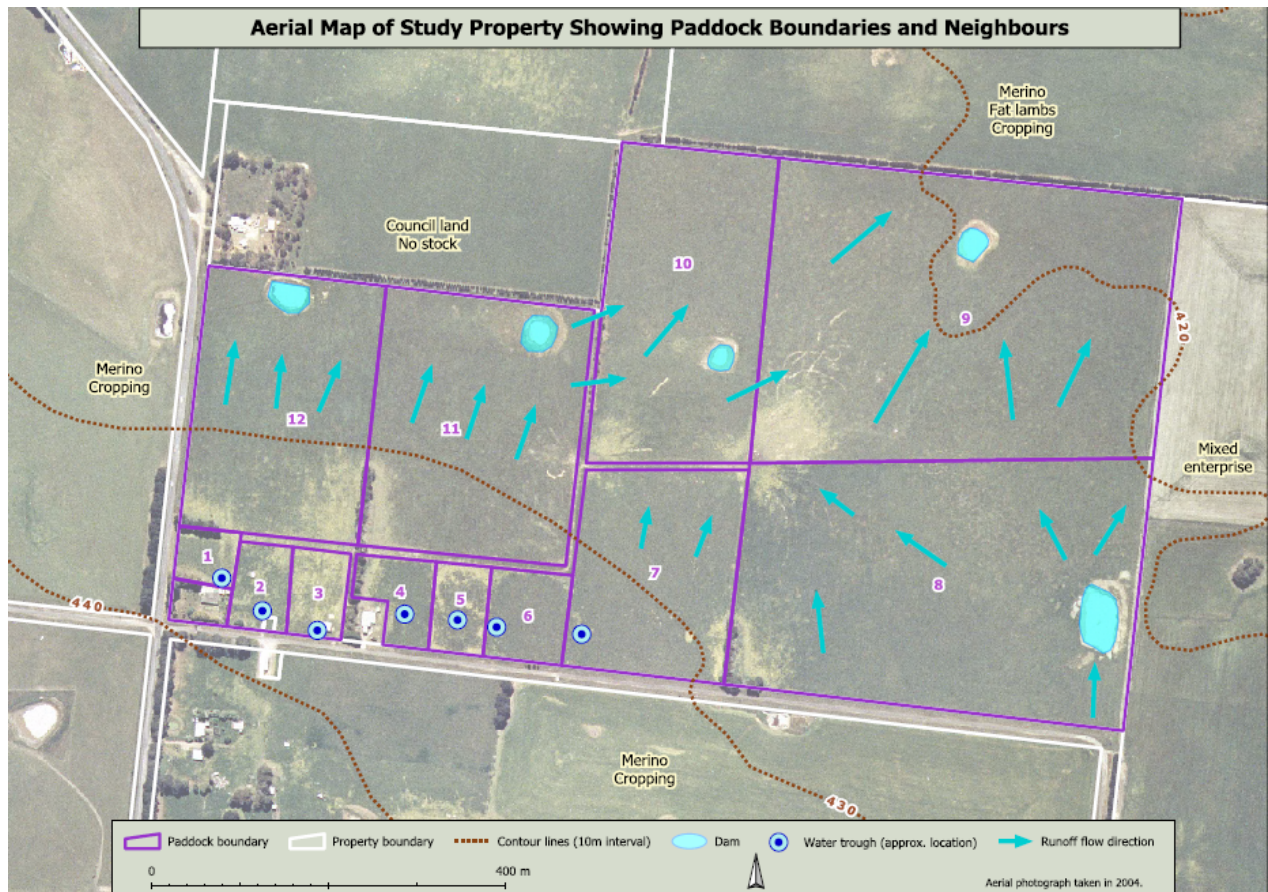 Aerial Map of Study Property Showing Paddock Boundaries and Neighbours
Merino
Fat lambs
Cropping
Council land
No stock
10
9
420
Merino
Cropping
12
11
Mixed
enterprise
1
2
3
4
5
6
7
8
440
Merino
Cropping
430
Paddock boundary
Property boundary
Contour lines (10m interval)
Dam
Water trough (approx. location)
Runoff flow direction
0
400 m
Aerial photograph taken in 2004.